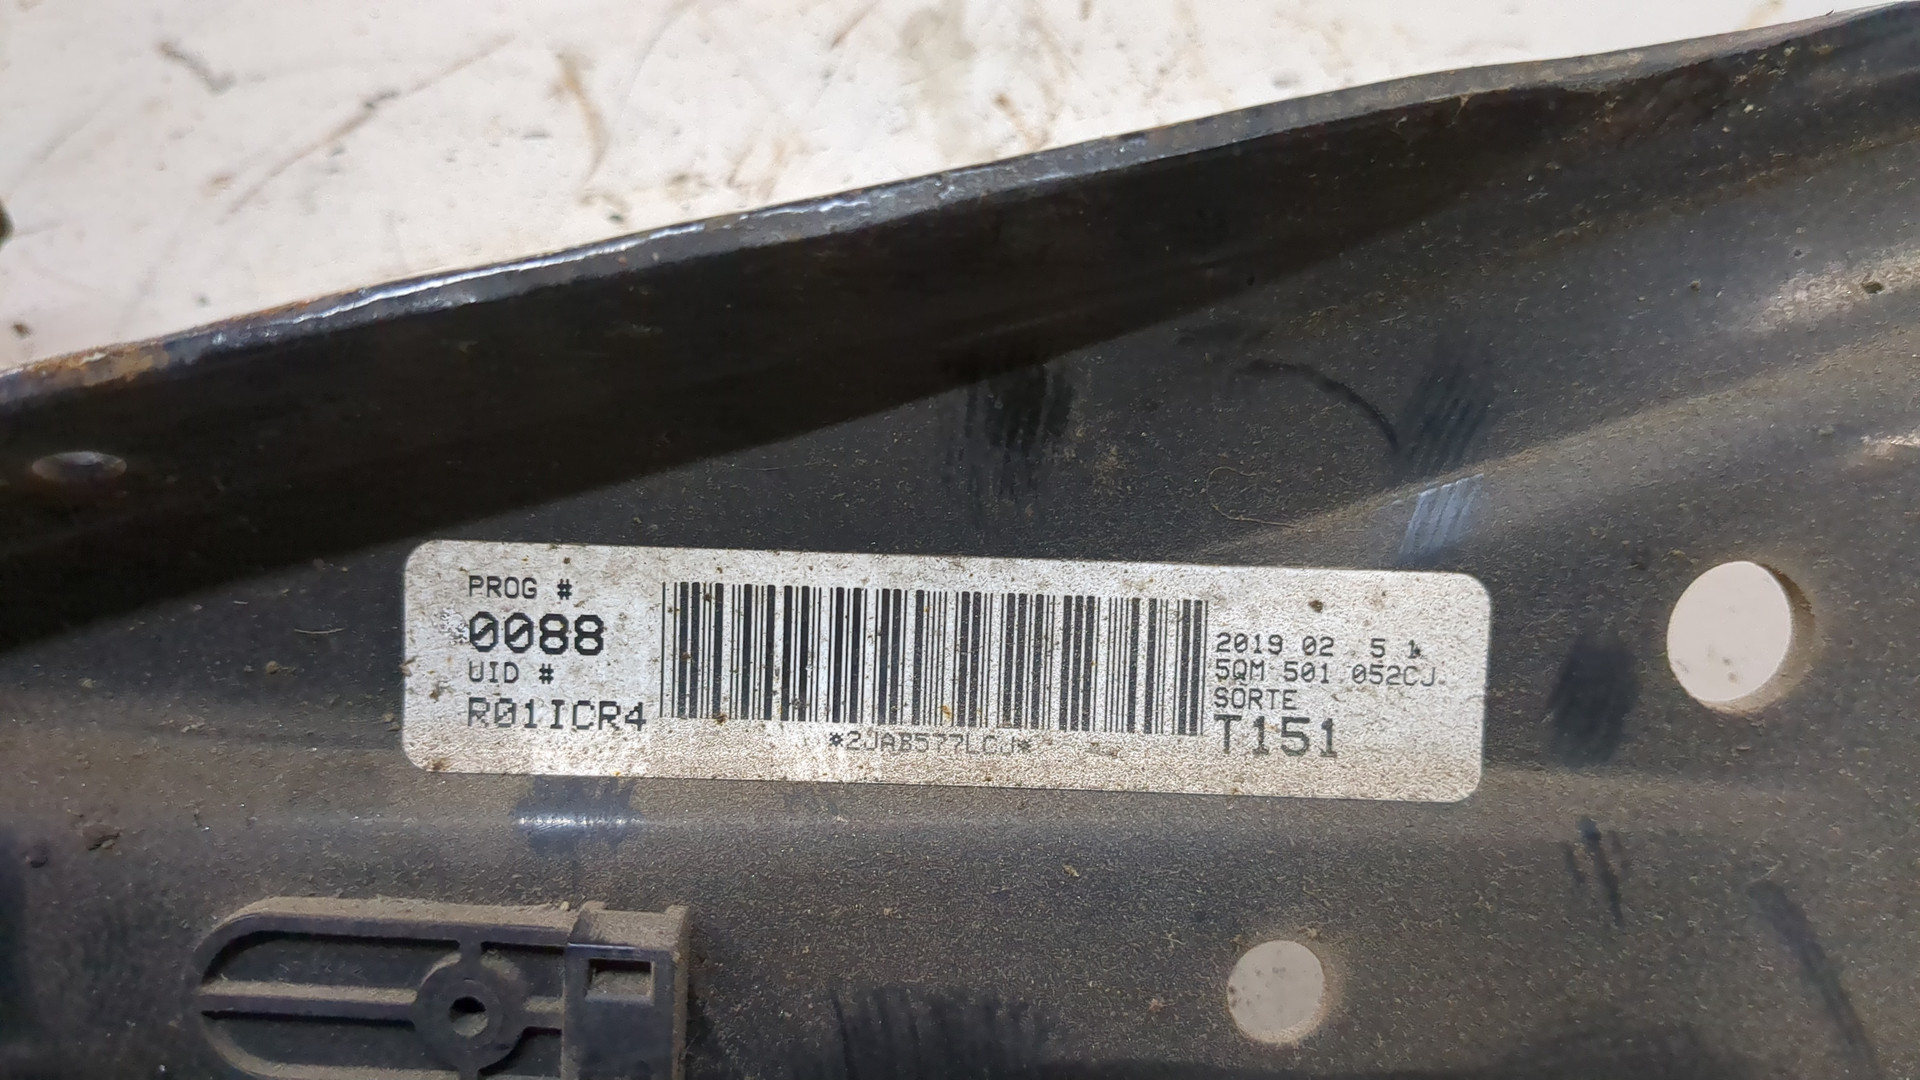 PROG #
0088
UID #
R01ICR4
*2JAB577LCJ*
2019 02 5 1
5QM 501 052CJ
SORTE
T151